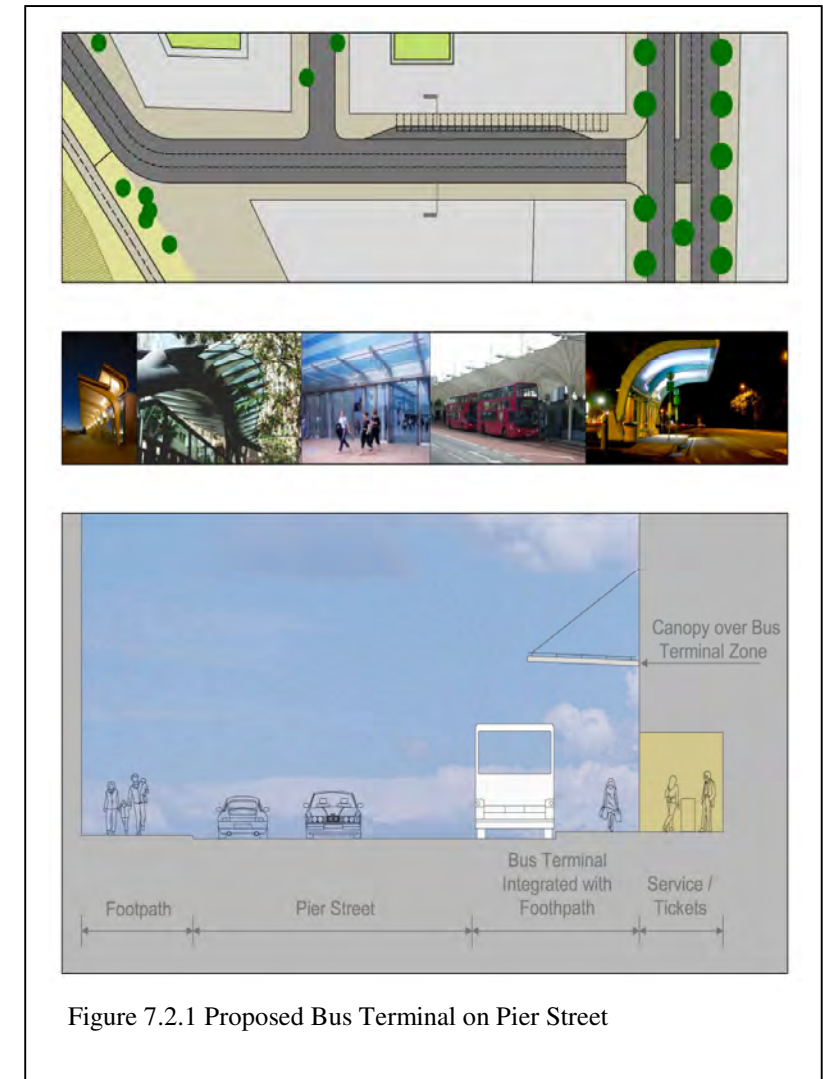 Canopy over Bus
Terminal Zone
Bus Terminal
Integrated with
Foothpath
Service /
Tickets
Footpath
Pier Street
Figure 7.2.1 Proposed Bus Terminal on Pier Street